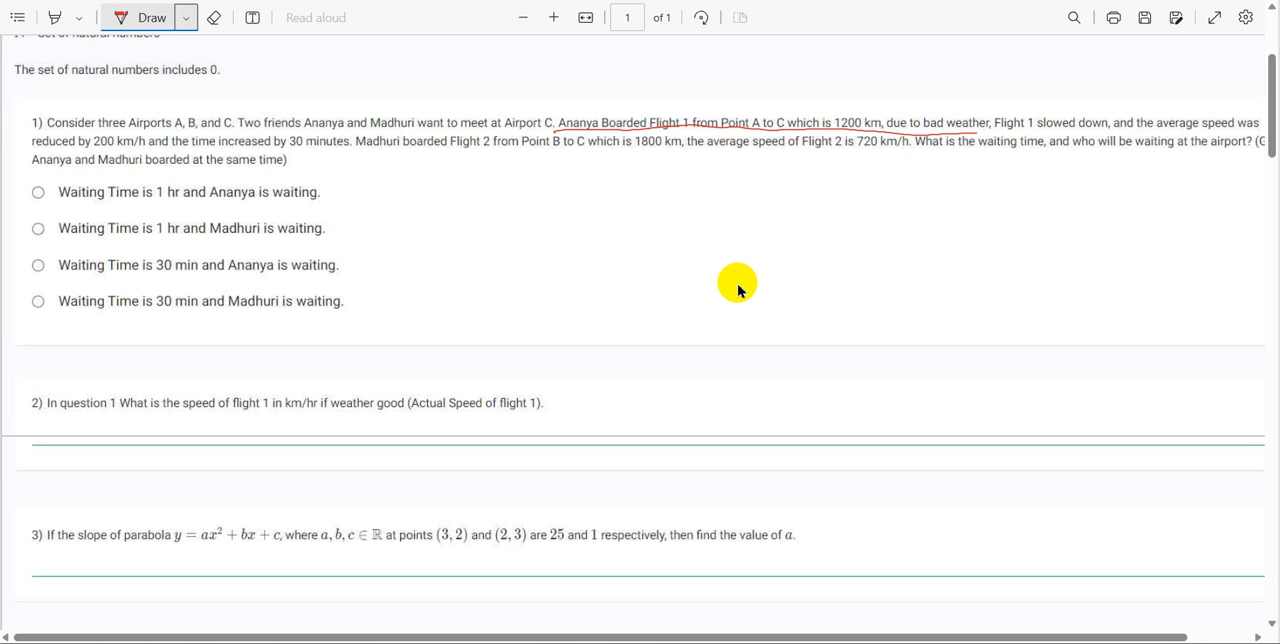 Draw
Read aloud
1
of 1
The set of natural numbers includes 0.
1) Consider three Airports A, B, and C. Two friends Ananya and Madhuri want to meet at Airport C. Ananya Boarded Flight 1 from Point A to C which is 1200 km, due to bad weather, Flight 1 slowed down, and the average speed was
reduced by 200 km/h and the time increased by 30 minutes. Madhuri boarded Flight 2 from Point B to C which is 1800 km, the average speed of Flight 2 is 720 km/h. What is the waiting time, and who will be waiting at the airport? (
Ananya and Madhuri boarded at the same time)
Waiting Time is 1 hr and Ananya is waiting.
Waiting Time is 1 hr and Madhuri is waiting.
Waiting Time is 30 min and Ananya is waiting.
Waiting Time is 30 min and Madhuri is waiting.
2) In question 1 What is the speed of flight 1 in km/hr if weather good (Actual Speed of flight 1).
3) If the slope of parabola y = ax² + bx + c, where a, b, c ∈ ℝ at points (3, 2) and (2, 3) are 25 and 1 respectively, then find the value of a.